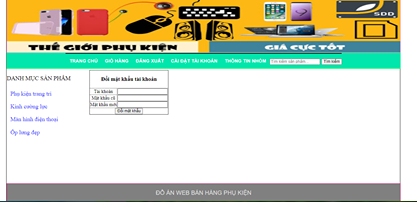 SDD
THẾ GIỚI PHỤ KIỆN
GIÁ CỰC TỐT
TRANG CHỦ GIỎ HÀNG ĐĂNG XUẤT CÀI ĐẶT TÀI KHOẢN THÔNG TIN NHÓM Tìm kiếm sản phẩm Tìm kiếm
DANH MỤC SẢN PHẨM
Phụ kiện trang trí
Kính cường lực
Màn hình điện thoại
Ốp lưng đẹp
Đổi mật khẩu tài khoản
Tài khoản
Mật khẩu cũ
Mật khẩu mới
Đổi mật khẩu
ĐỒ ÁN WEB BÁN HÀNG PHỤ KIỆN